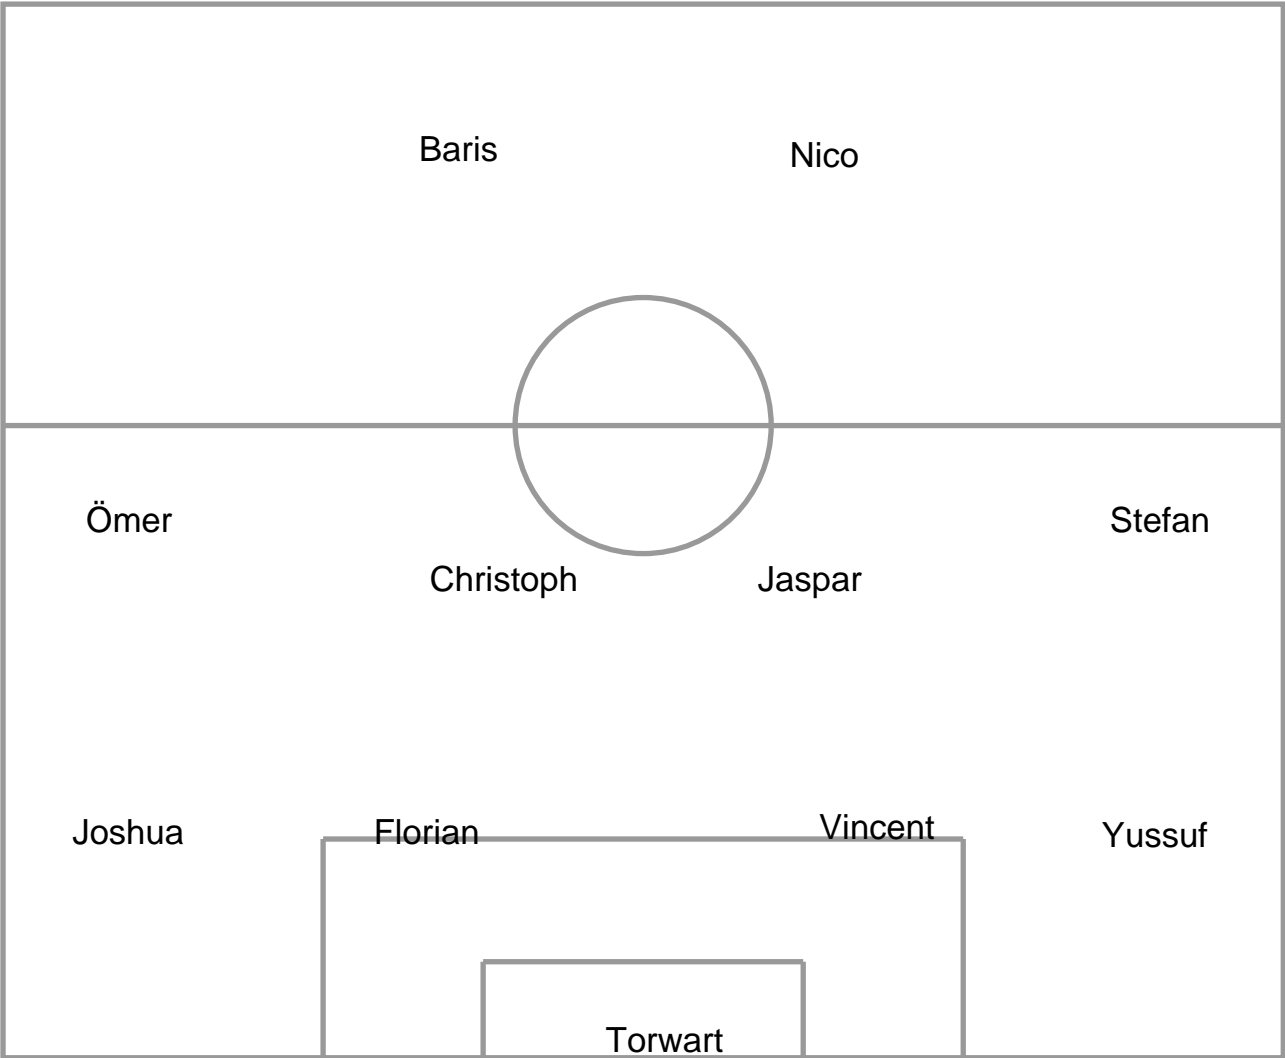 Baris Nico
Ömer Stefan
Christoph Jaspar
Joshua Florian Vincent Yussuf
Torwart